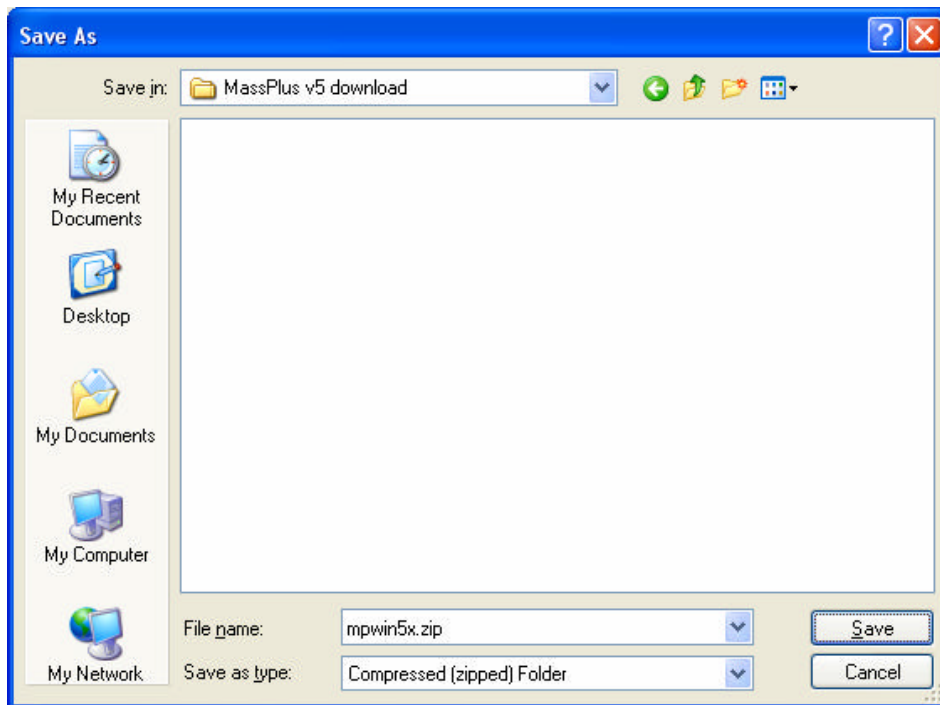 Save As
Save in:
MassPlus v5 download
My Recent
Documents
Desktop
My Documents
My Computer
My Network
File name:
mpwin5x.zip
Save
Save as type:
Compressed (zipped) Folder
Cancel